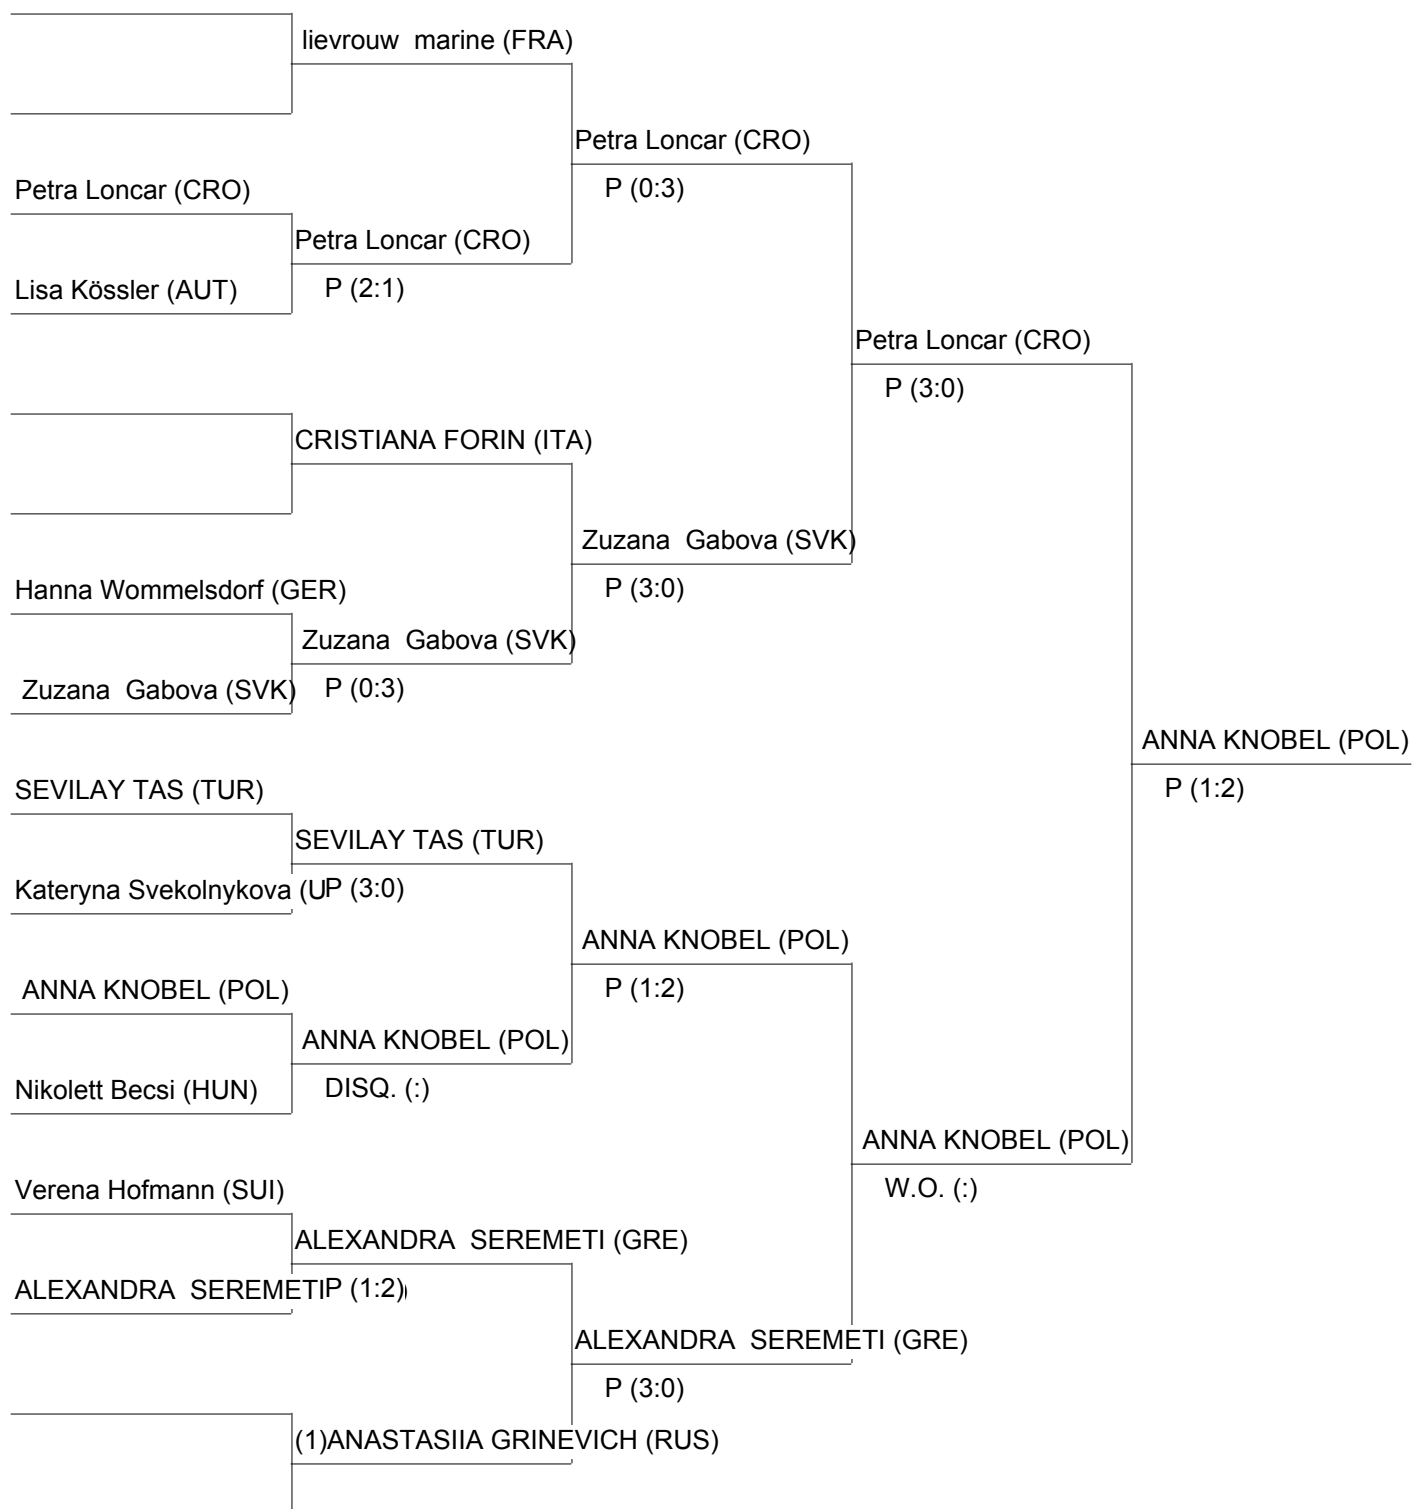 lievrouw  marine (FRA)
Petra Loncar (CRO)
Petra Loncar (CRO)
P (0:3)
Petra Loncar (CRO)
Lisa Kössler (AUT)
P (2:1)
Petra Loncar (CRO)
P (3:0)
CRISTIANA FORIN (ITA)
Zuzana  Gabova (SVK)
Hanna Wommelsdorf (GER)
P (3:0)
Zuzana  Gabova (SVK)
Zuzana  Gabova (SVK)
P (0:3)
ANNA KNOBEL (POL)
SEVILAY TAS (TUR)
P (1:2)
SEVILAY TAS (TUR)
Kateryna Svekolnykova (U
P (3:0)
ANNA KNOBEL (POL)
ANNA KNOBEL (POL)
P (1:2)
ANNA KNOBEL (POL)
Nikolett Becsi (HUN)
DISQ. (:)
ANNA KNOBEL (POL)
Verena Hofmann (SUI)
W.O. (:)
ALEXANDRA  SEREMETI (GRE)
ALEXANDRA  SEREMETI
P (1:2)
ALEXANDRA  SEREMETI (GRE)
P (3:0)
(1)ANASTASIIA GRINEVICH (RUS)